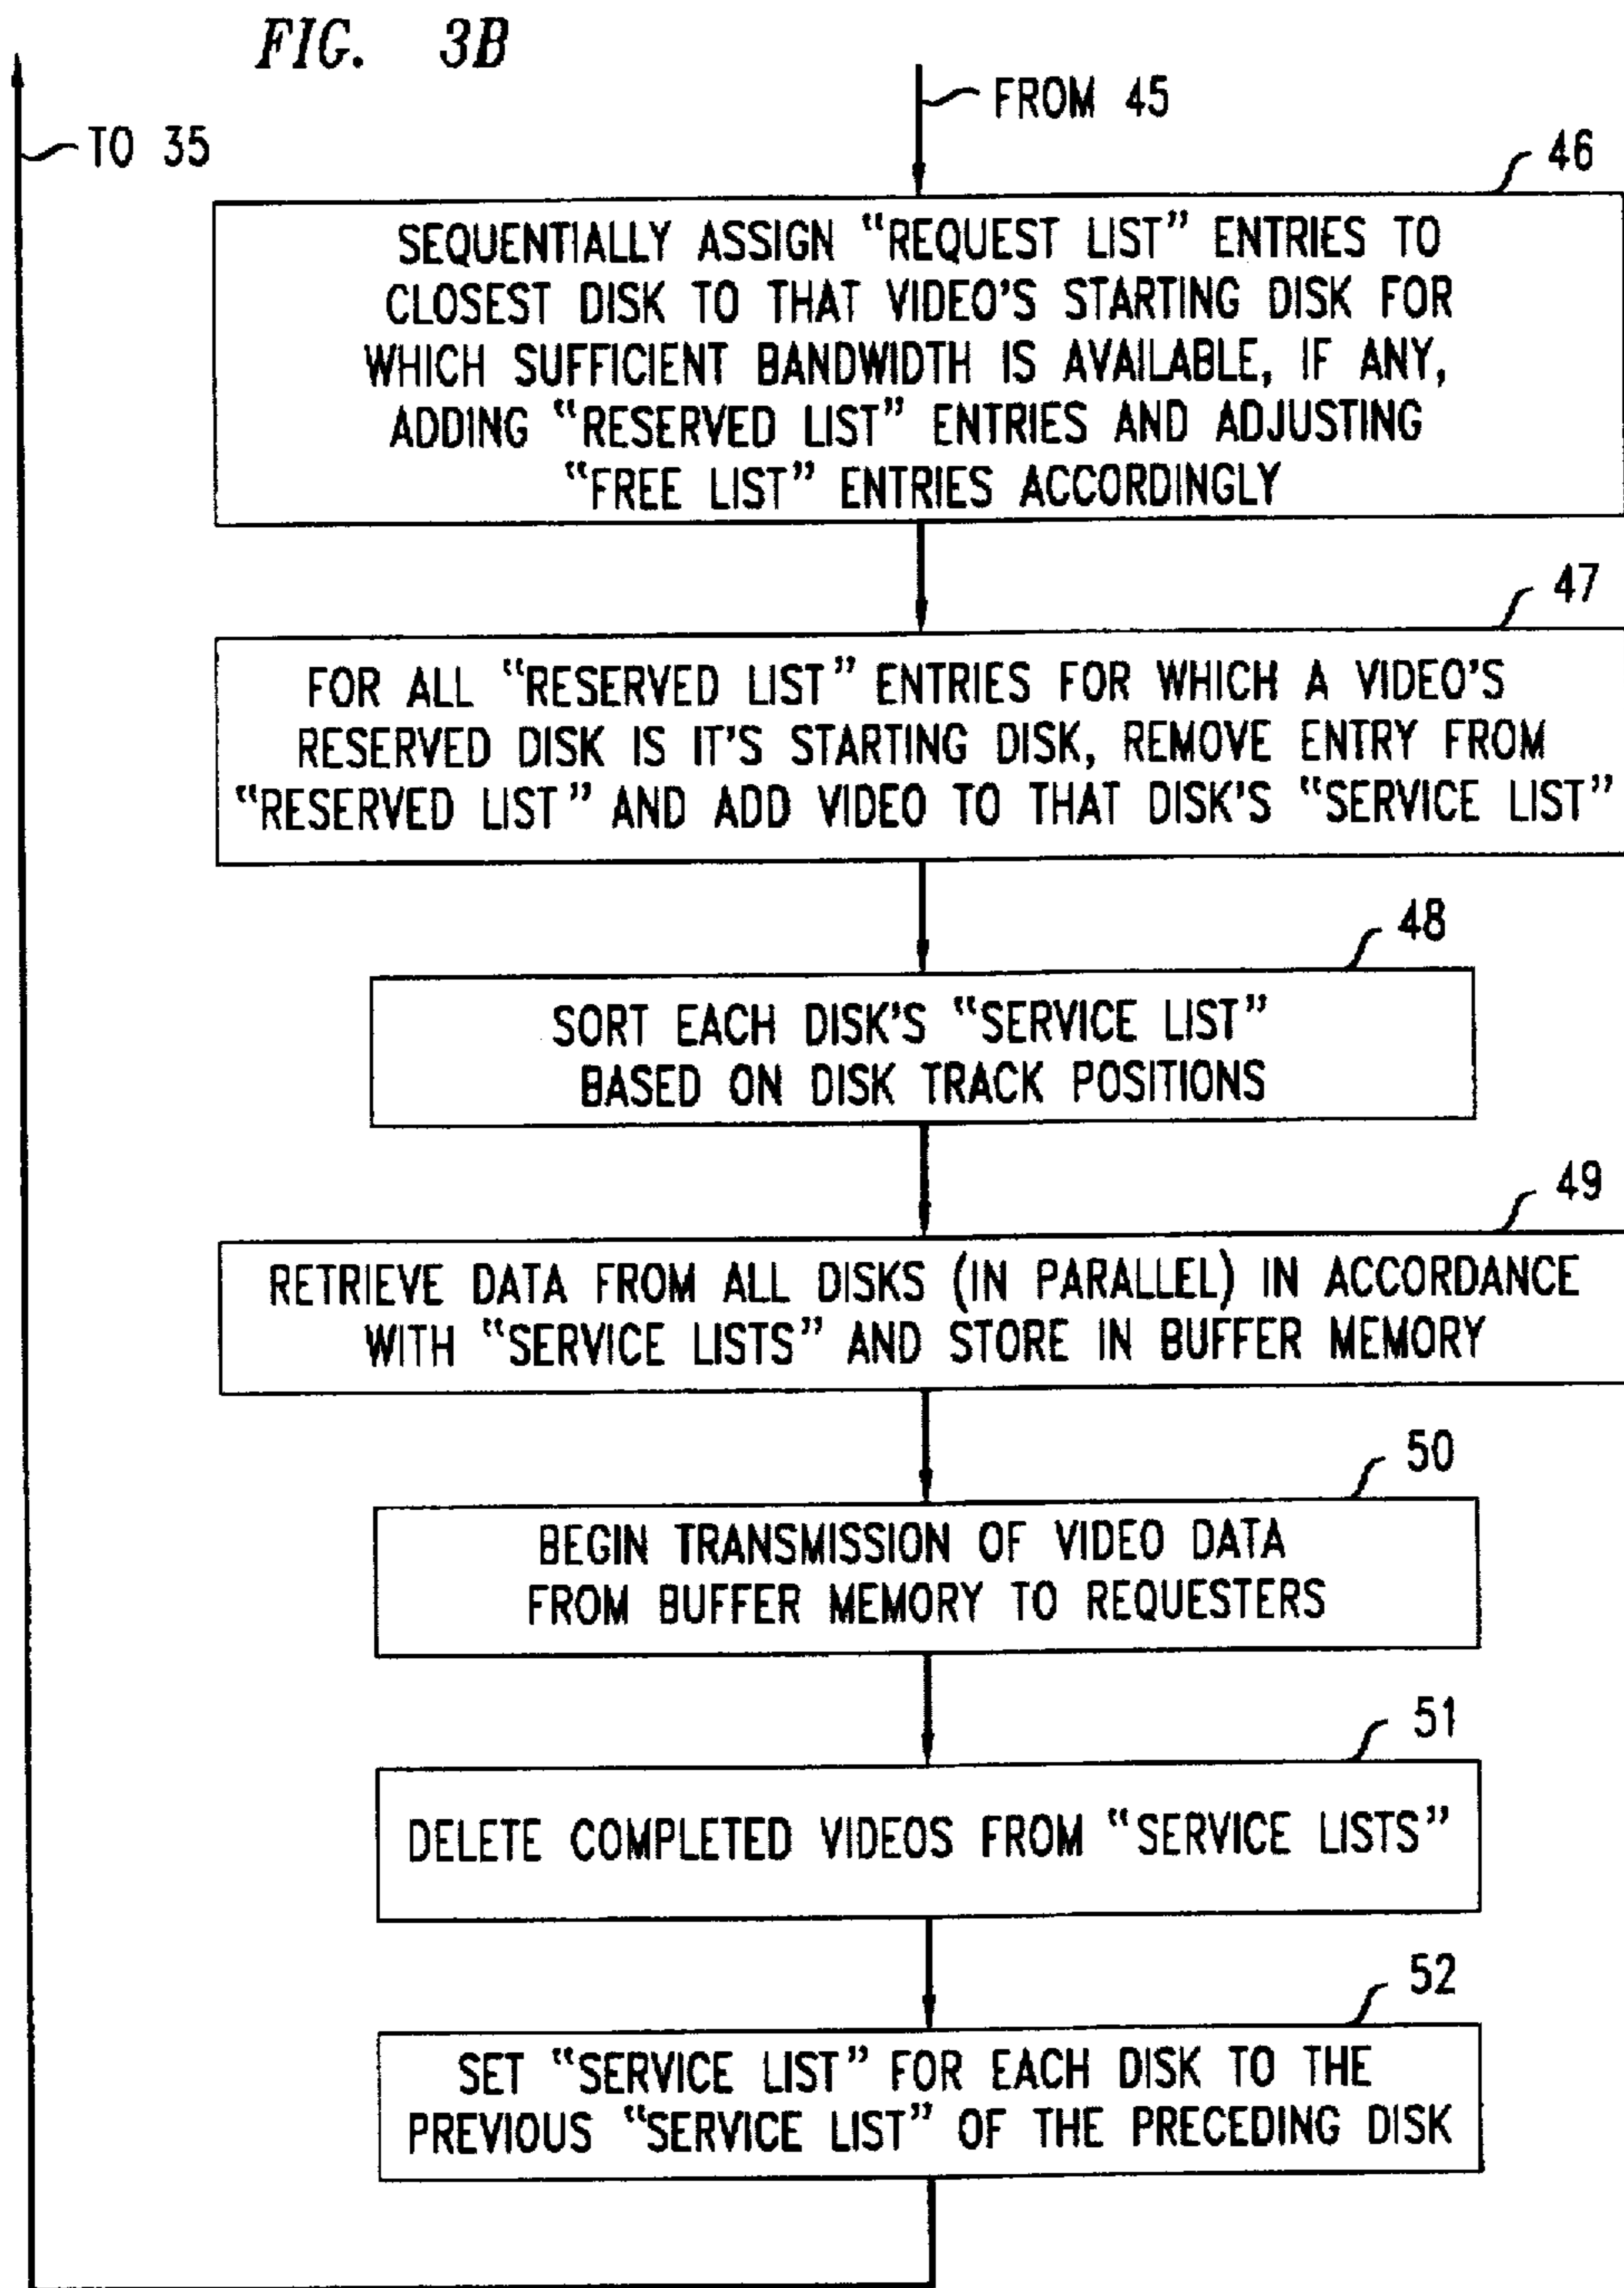 FIG. 3B
FROM 45
TO 35
46
SEQUENTIALLY ASSIGN “REQUEST LIST” ENTRIES TO
CLOSEST DISK TO THAT VIDEO'S STARTING DISK FOR
WHICH SUFFICIENT BANDWIDTH IS AVAILABLE, IF ANY,
ADDING “RESERVED LIST” ENTRIES AND ADJUSTING
“FREE LIST” ENTRIES ACCORDINGLY
47
FOR ALL “RESERVED LIST” ENTRIES FOR WHICH A VIDEO'S
RESERVED DISK IS IT'S STARTING DISK, REMOVE ENTRY FROM
“RESERVED LIST” AND ADD VIDEO TO THAT DISK'S “SERVICE LIST”
48
SORT EACH DISK'S “SERVICE LIST”
BASED ON DISK TRACK POSITIONS
49
RETRIEVE DATA FROM ALL DISKS (IN PARALLEL) IN ACCORDANCE
WITH “SERVICE LISTS” AND STORE IN BUFFER MEMORY
50
BEGIN TRANSMISSION OF VIDEO DATA
FROM BUFFER MEMORY TO REQUESTERS
51
DELETE COMPLETED VIDEOS FROM “SERVICE LISTS”
52
SET “SERVICE LIST” FOR EACH DISK TO THE
PREVIOUS “SERVICE LIST” OF THE PRECEDING DISK